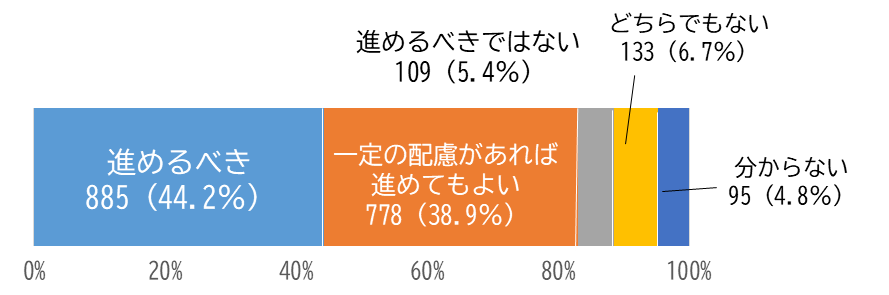 進めるべきではない
109（5.4%）
どちらでもない
133（6.7%）
進めるべき
885（44.2%）
一定の配慮があれば
進めてもよい
778（38.9%）
分からない
95（4.8%）
0%
20%
40%
60%
80%
100%